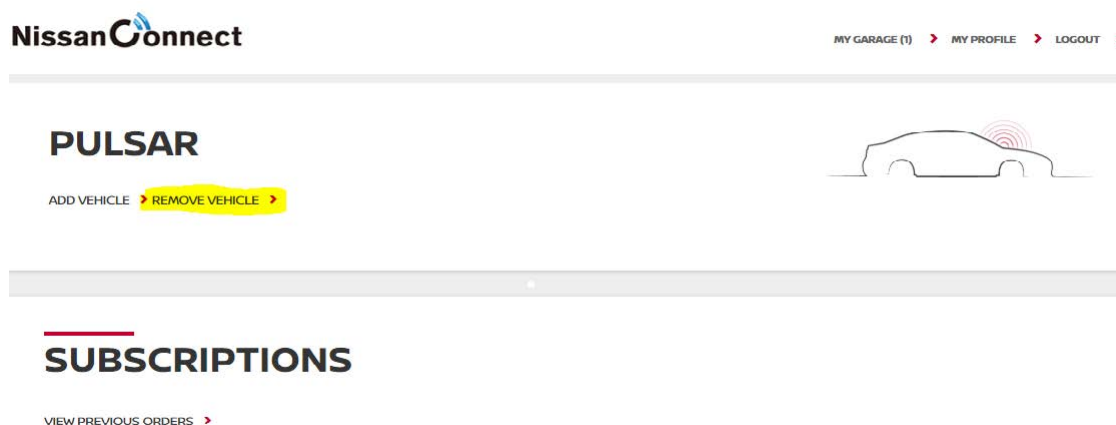 NissanConnect
MY GARAGE (1) > MY PROFILE > LOGOUT
PULSAR
ADD VEHICLE > REMOVE VEHICLE >
SUBSCRIPTIONS
VIEW PREVIOUS ORDERS >